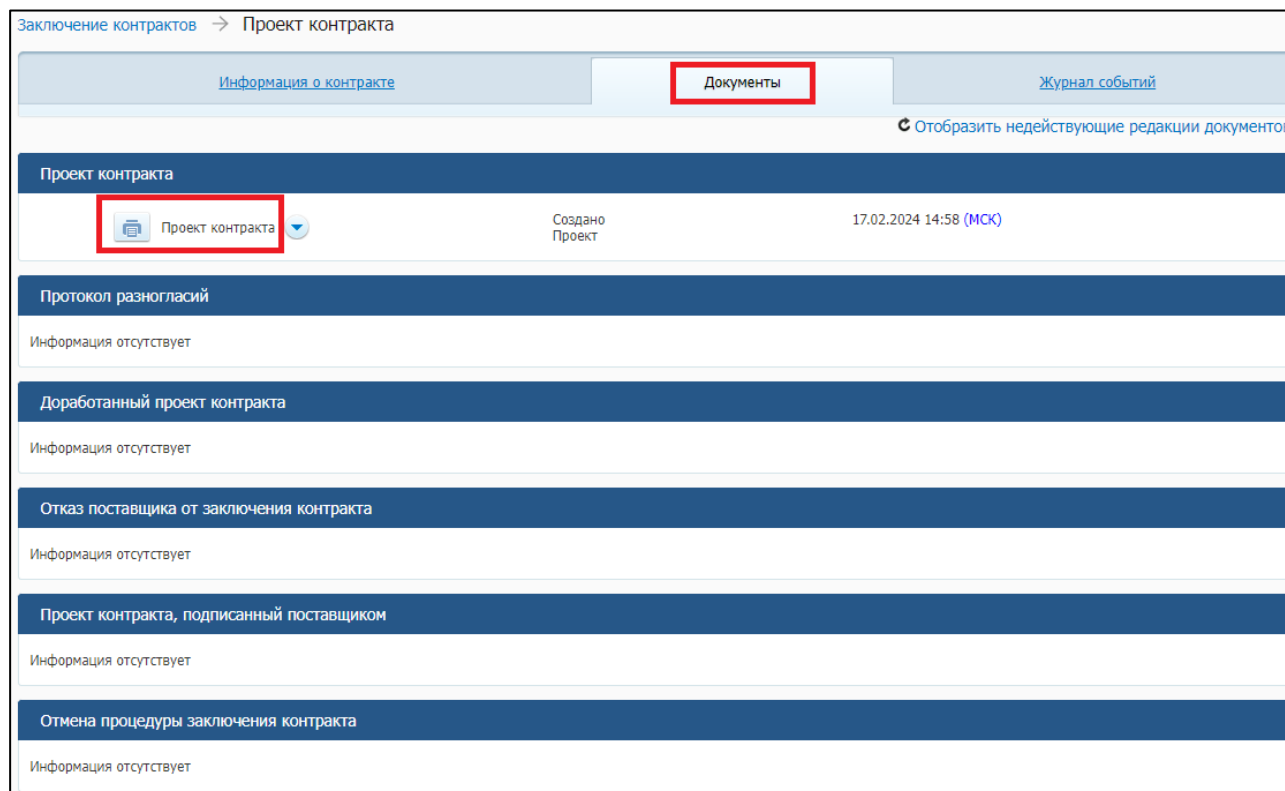 Заключение контрактов → Проект контракта
Информация о контракте Документы Журнал событий
Отобразить недействующие редакции документов
Проект контракта
Проект контракта Создано 17.02.2024 14:58 (МСК)
Проект
Протокол разногласий
Информация отсутствует
Доработанный проект контракта
Информация отсутствует
Отказ поставщика от заключения контракта
Информация отсутствует
Проект контракта, подписанный поставщиком
Информация отсутствует
Отмена процедуры заключения контракта
Информация отсутствует